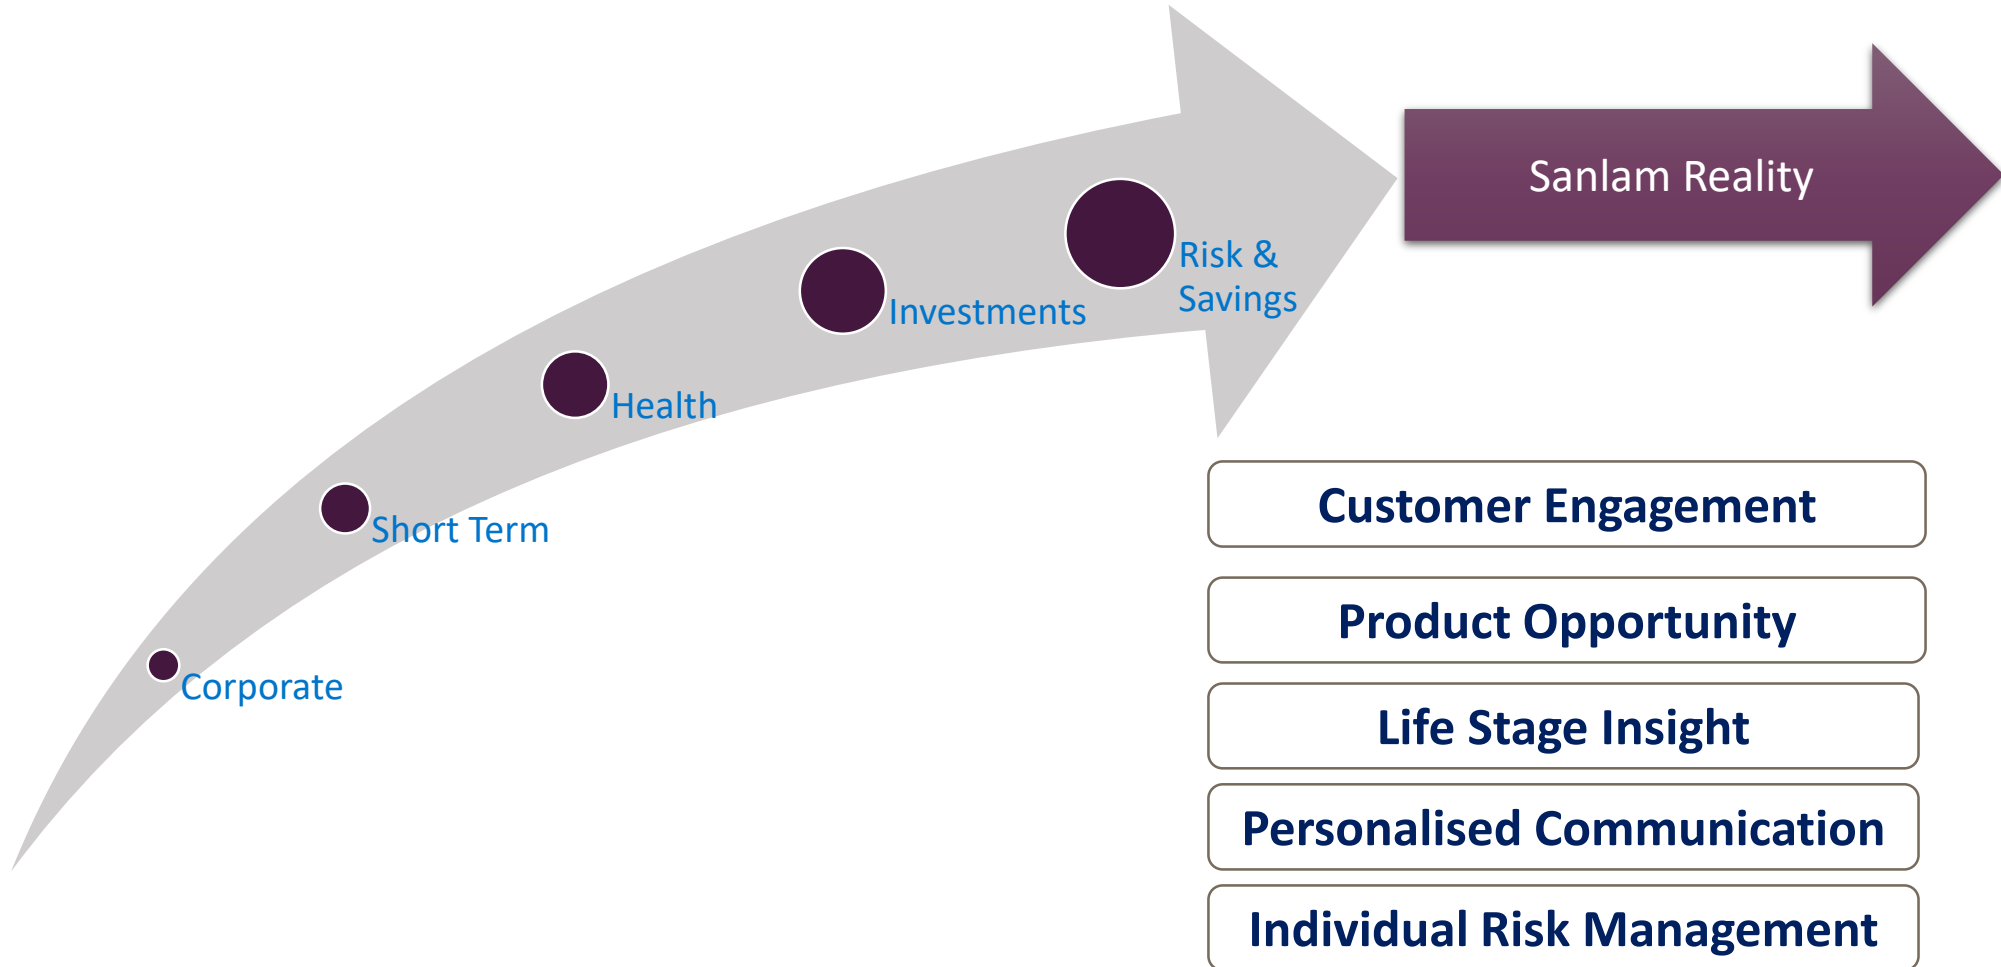 Sanlam Reality
Risk &
Savings
Investments
Health
Short Term
Corporate
Customer Engagement
Product Opportunity
Life Stage Insight
Personalised Communication
Individual Risk Management